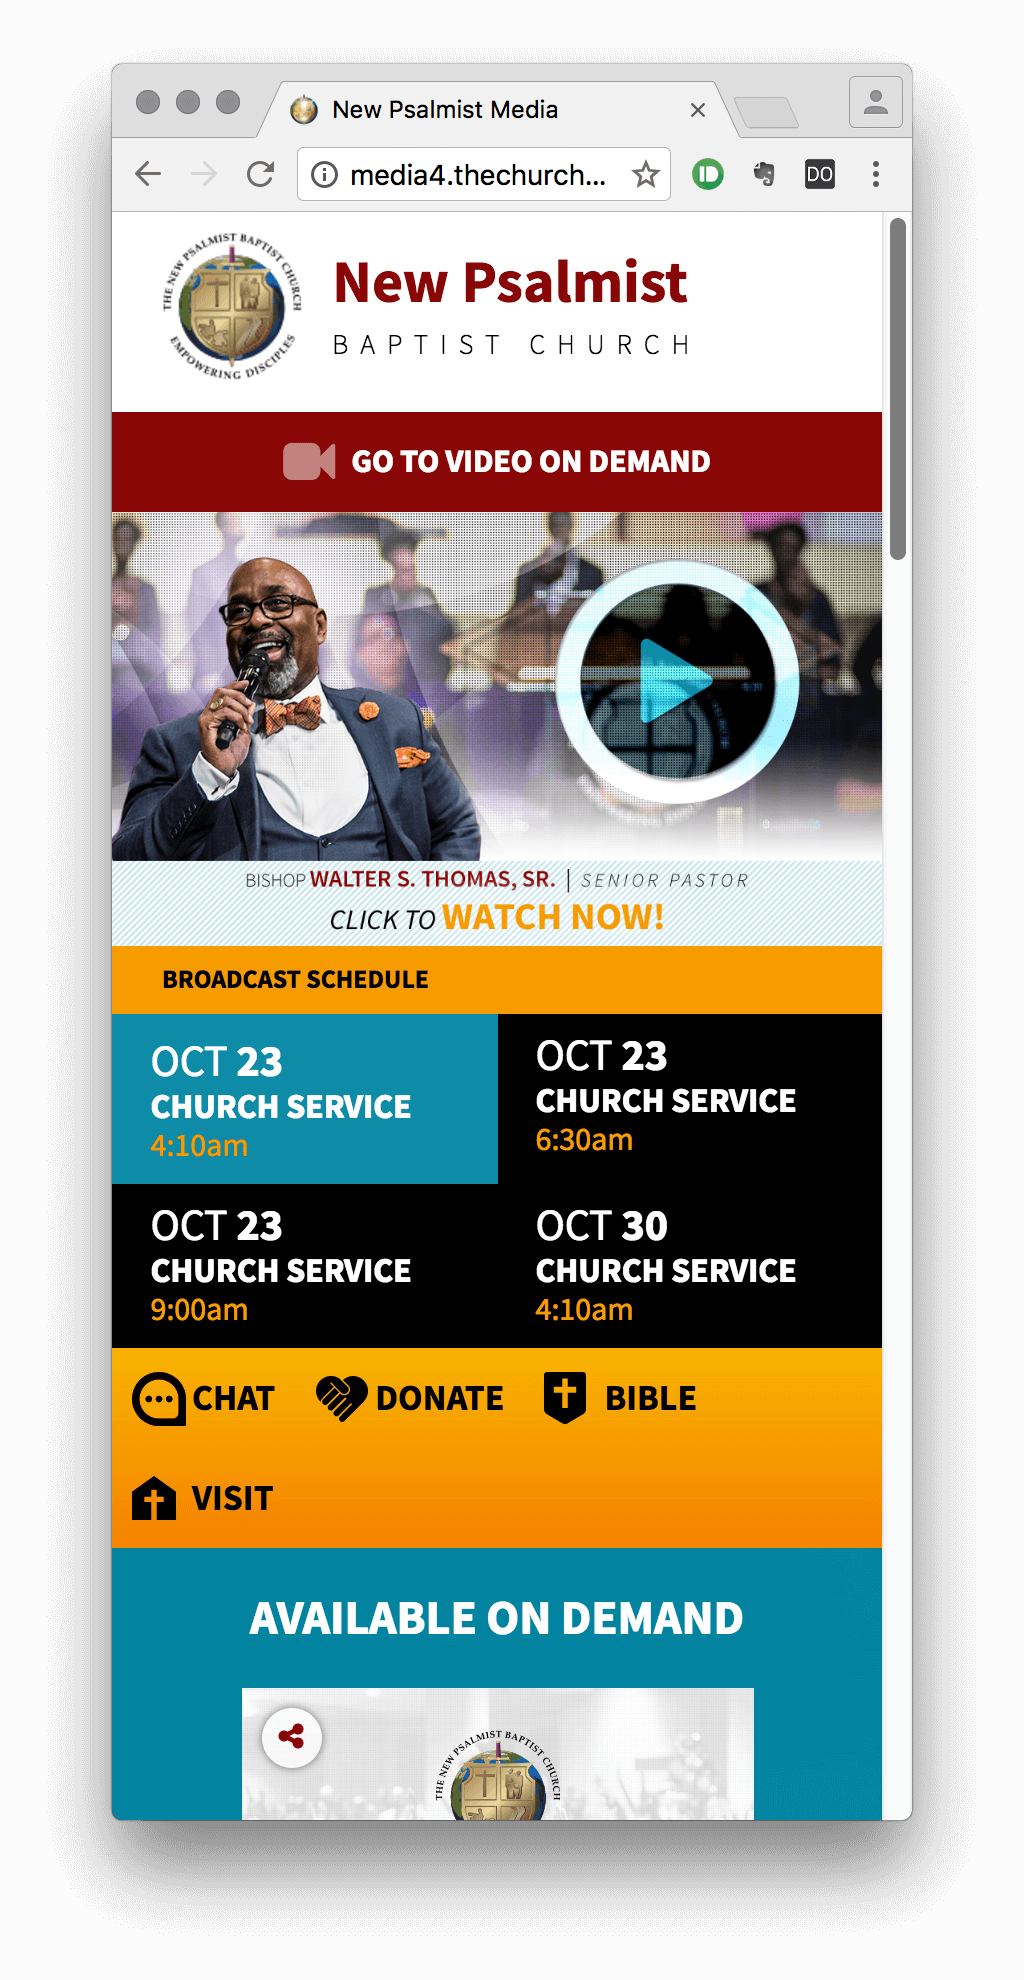 New Psalmist Media
media4.thechurch...
DO
THE NEW PSALMIST BAPTIST CHURCH
EMPOWERING DISCIPLES
New Psalmist
BAPTIST CHURCH
GO TO VIDEO ON DEMAND
BISHOP WALTER S. THOMAS, SR. | SENIOR PASTOR
CLICK TO WATCH NOW!
BROADCAST SCHEDULE
OCT 23
CHURCH SERVICE
4:10am
OCT 23
CHURCH SERVICE
6:30am
OCT 23
CHURCH SERVICE
9:00am
OCT 30
CHURCH SERVICE
4:10am
CHAT
DONATE
BIBLE
VISIT
AVAILABLE ON DEMAND
THE NEW PSALMIST BAPTIST CHURCH